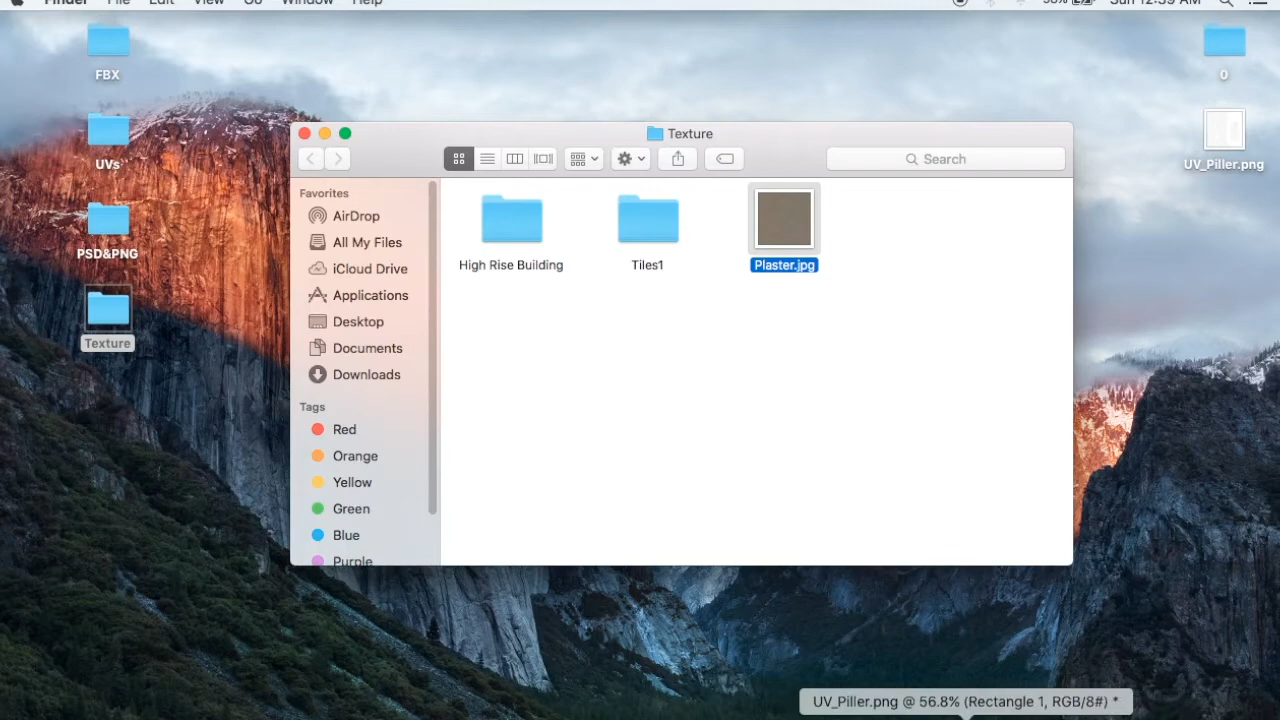 Finder File Edit View Go Window Help
Sun 12:39 AM
FBX
UVs
PSD&PNG
Texture
0
UV_Piller.png
Texture
Search
Favorites
AirDrop
All My Files
iCloud Drive
Applications
Desktop
Documents
Downloads
Tags
Red
Orange
Yellow
Green
Blue
Purple
High Rise Building
Tiles1
Plaster.jpg
UV_Piller.png @ 56.8% (Rectangle 1, RGB/8#) *